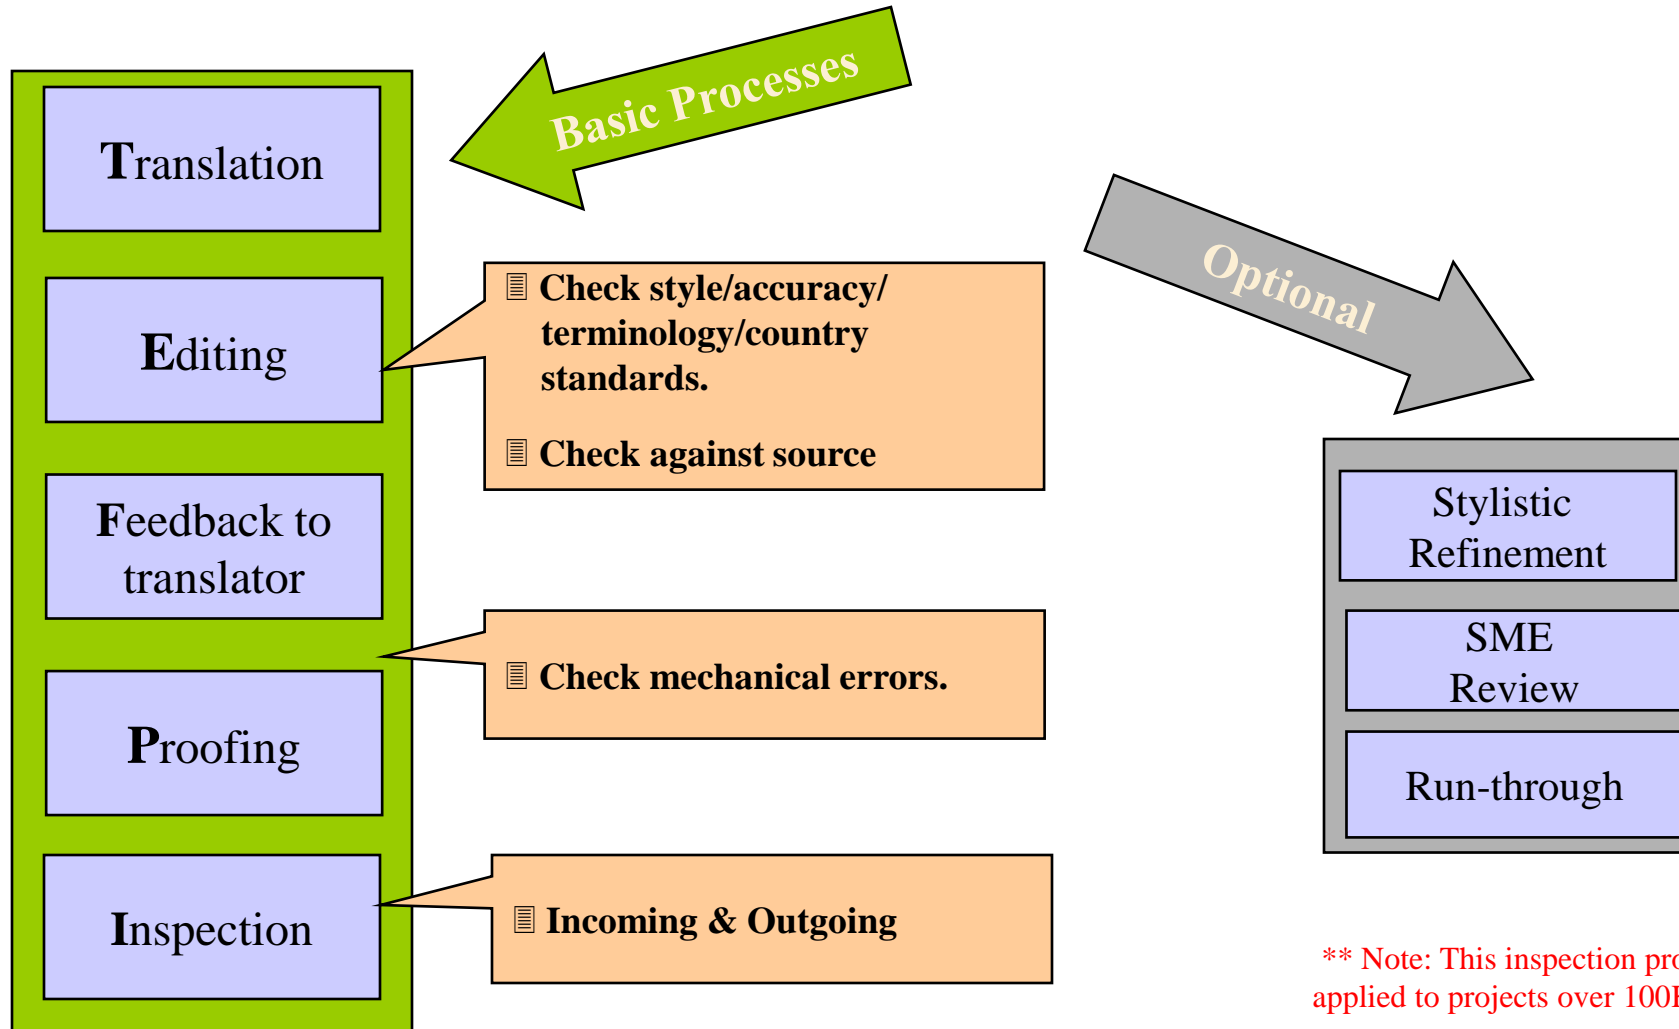 Basic Processes
Translation
Optional
Editing
Check style/accuracy/
terminology/country
standards.
Check against source
Feedback to
translator
Check mechanical errors.
Proofing
Inspection
Incoming & Outgoing
Stylistic
Refinement
SME
Review
Run-through
** Note: This inspection
applied to projects over